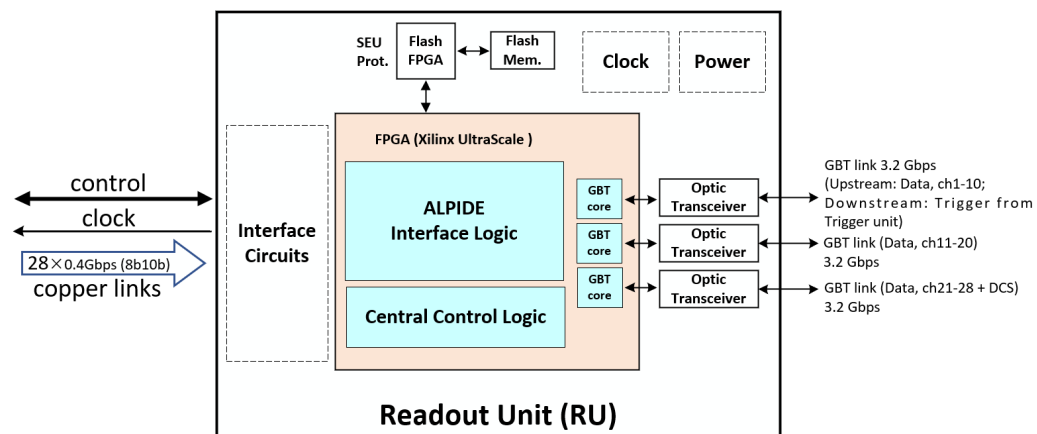 SEU
Prot.
Flash
FPGA
Flash
Mem.
Clock
Power
FPGA (Xilinx UltraScale )
control
clock
28×0.4Gbps (8b10b)
copper links
Interface
Circuits
ALPIDE
Interface Logic
Central Control Logic
GBT
core
GBT
core
GBT
core
Optic
Transceiver
Optic
Transceiver
Optic
Transceiver
GBT link 3.2 Gbps
(Upstream: Data, ch1-10;
Downstream: Trigger from
Trigger unit)
GBT link (Data, ch11-20)
3.2 Gbps
GBT link (Data, ch21-28 + DCS)
3.2 Gbps
Readout Unit (RU)